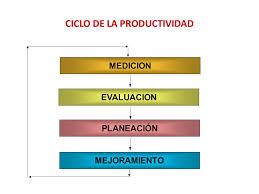 CICLO DE LA PRODUCTIVIDAD
MEDICION
EVALUACION
PLANEACIÓN
MEJORAMIENTO